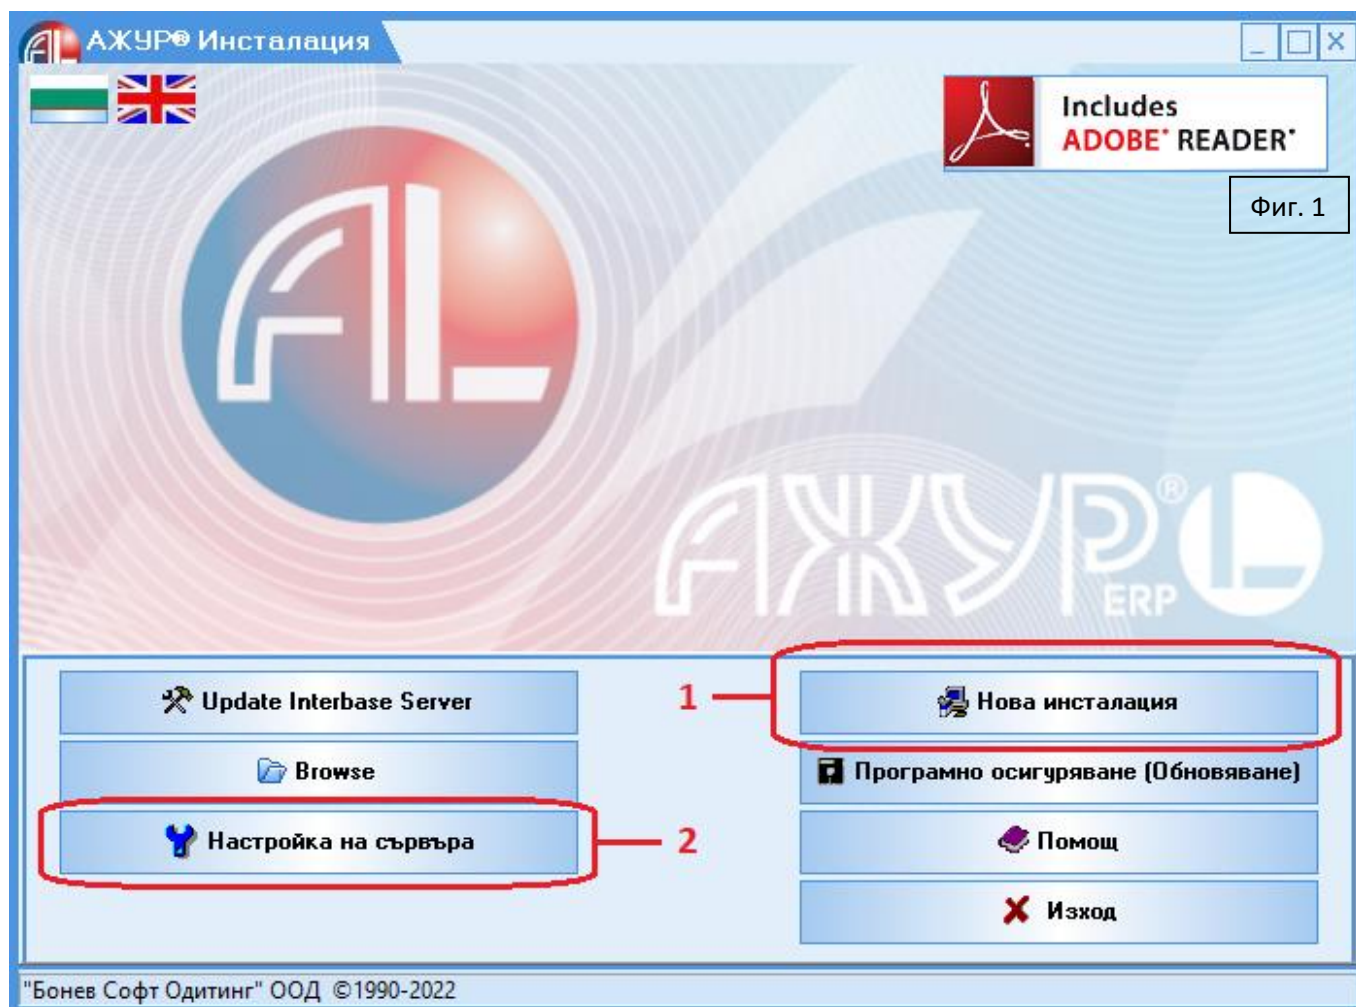 АЖУР® Инсталация
Includes
ADOBE® READER®
Фиг. 1
AL
АЖУР® L
ERP
Update Interbase Server
1
Нова инсталация
Browse
Програмно осигуряване (Обновяване)
Настройка на сървъра
2
Помощ
Изход
"Бонев Софт Одитинг" ООД ©1990-2022